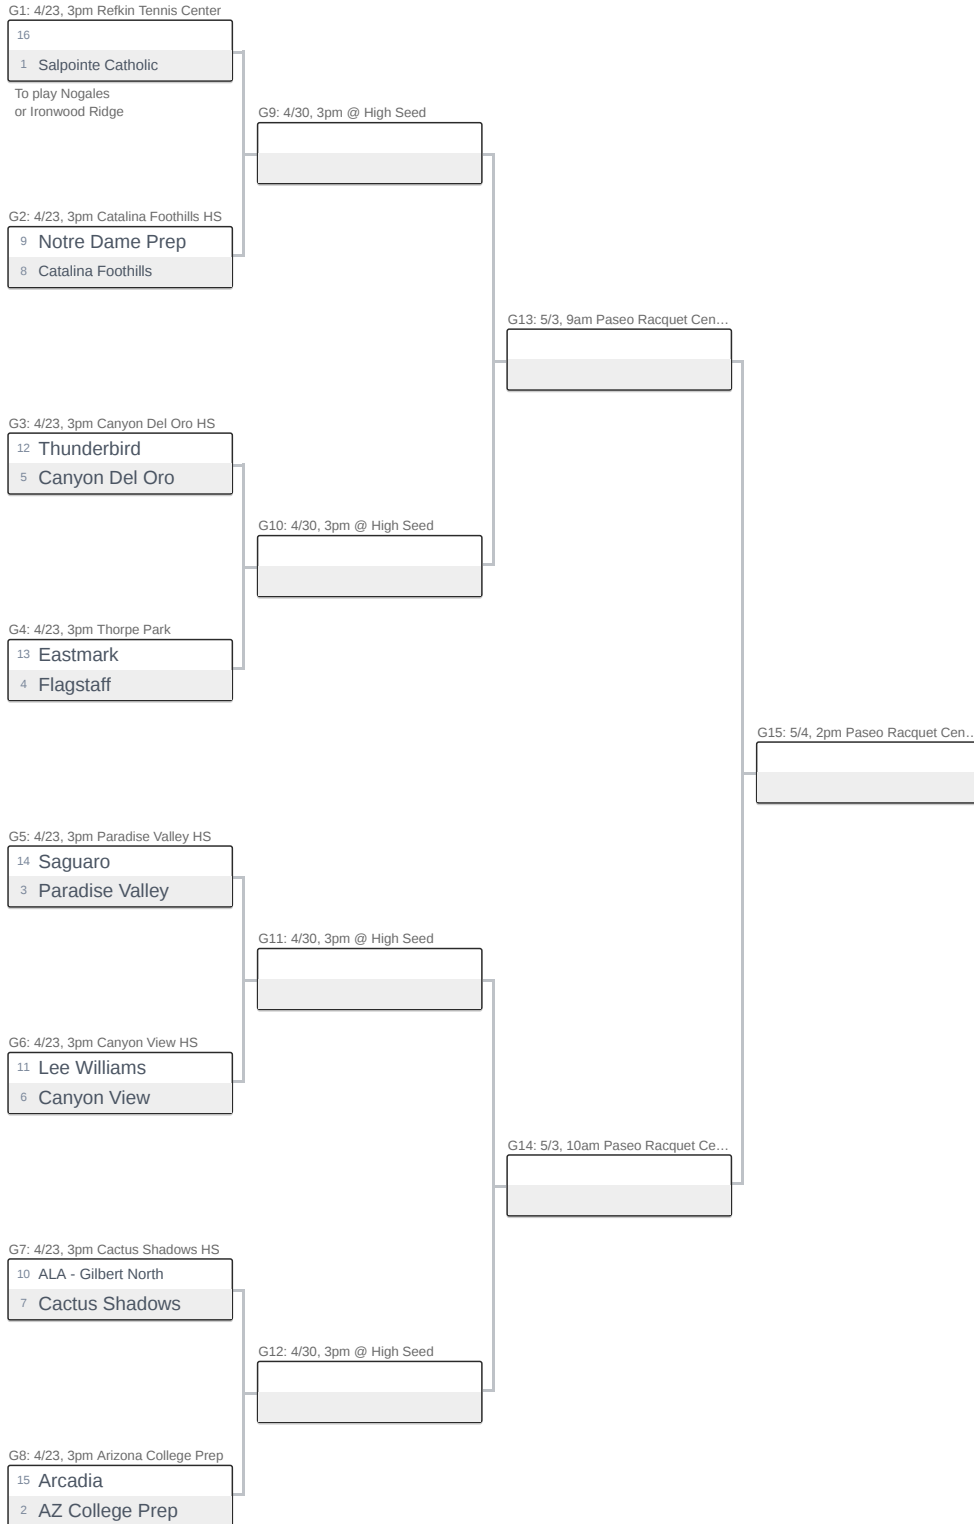 G1: 4/23, 3pm Refkin Tennis Center
16
1 Salpointe Catholic
To play Nogales
or Ironwood Ridge
G9: 4/30, 3pm @ High Seed
G2: 4/23, 3pm Catalina Foothills HS
9 Notre Dame Prep
8 Catalina Foothills
G13: 5/3, 9am Paseo Racquet Cen…
G3: 4/23, 3pm Canyon Del Oro HS
12 Thunderbird
5 Canyon Del Oro
G10: 4/30, 3pm @ High Seed
G4: 4/23, 3pm Thorpe Park
13 Eastmark
4 Flagstaff
G15: 5/4, 2pm Paseo Racquet Cen…
G5: 4/23, 3pm Paradise Valley HS
14 Saguaro
3 Paradise Valley
G11: 4/30, 3pm @ High Seed
G6: 4/23, 3pm Canyon View HS
11 Lee Williams
6 Canyon View
G14: 5/3, 10am Paseo Racquet Ce…
G7: 4/23, 3pm Cactus Shadows HS
10 ALA - Gilbert North
7 Cactus Shadows
G12: 4/30, 3pm @ High Seed
G8: 4/23, 3pm Arizona College Prep
15 Arcadia
2 AZ College Prep